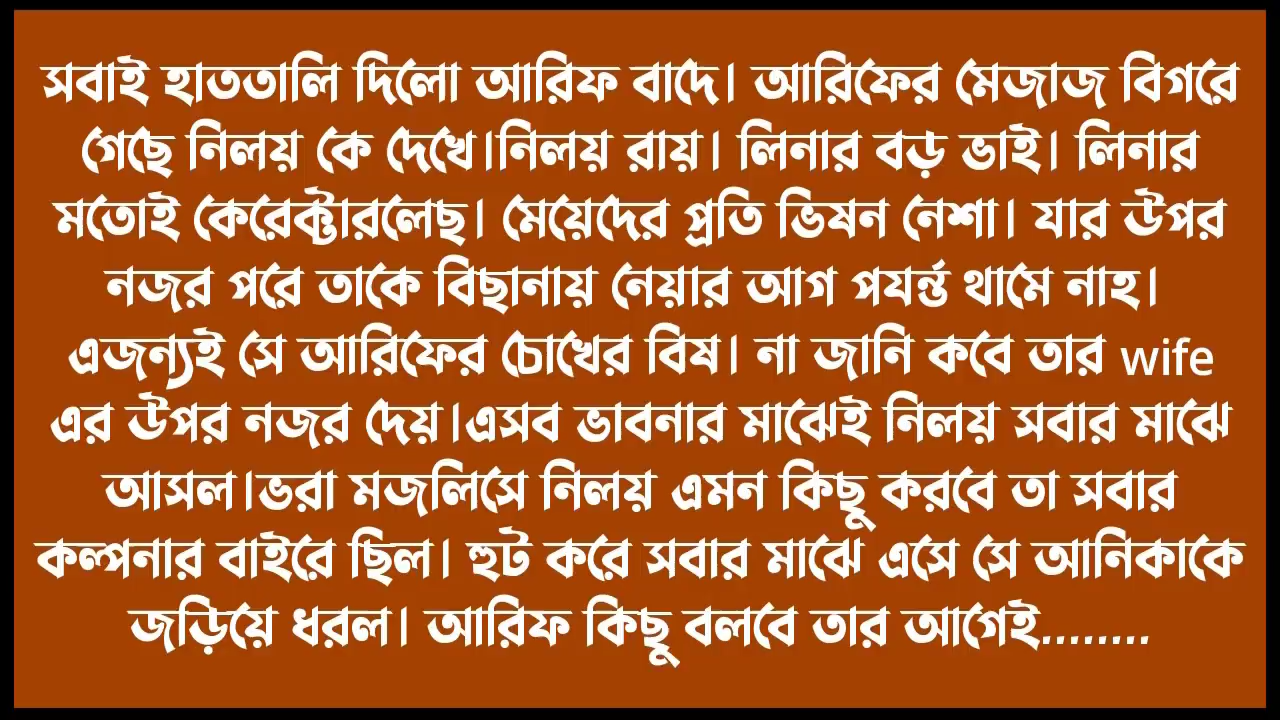 সবাই হাততালি দিলো আরিফ বাদে। আরিফের মেজাজ বিগরে
গেছে নিলয় কে দেখে।নিলয় রায়। লিনার বড় ভাই। লিনার
মতোই কেরেক্টারলেছ। মেয়েদের প্রতি ভিষন নেশা। যার উপর
নজর পরে তাকে বিছানায় নেয়ার আগ পযর্ন্ত থামে নাহ।
এজন্যই সে আরিফের চোখের বিষ। না জানি কবে তার wife
এর উপর নজর দেয়।এসব ভাবনার মাঝেই নিলয় সবার মাঝে
আসল।ভরা মজলিসে নিলয় এমন কিছু করবে তা সবার
কল্পনার বাইরে ছিল। হুট করে সবার মাঝে এসে সে আনিকাকে
জড়িয়ে ধরল। আরিফ কিছু বলবে তার আগেই........